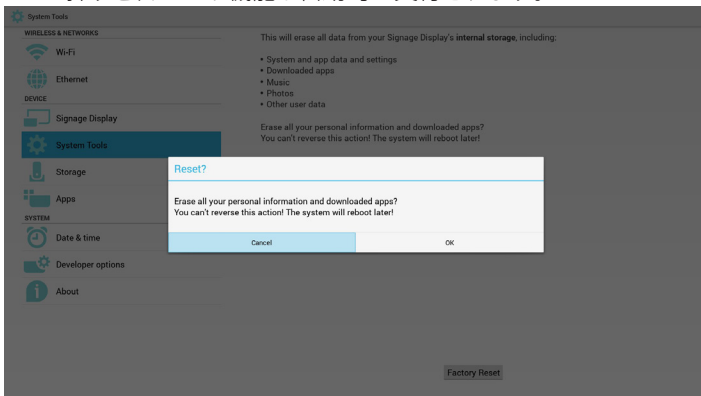 System Tools
WIRELESS & NETWORKS
Wi-Fi
Ethernet
DEVICE
Signage Display
System Tools
Storage
Apps
SYSTEM
Date & time
Developer options
About
This will erase all data from your Signage Display's internal storage, including:
• System and app data and settings
• Downloaded apps
• Music
• Photos
• Other user data
Erase all your personal information and downloaded apps?
You can't reverse this action! The system will reboot later!
Reset?
Erase all your personal information and downloaded apps?
You can't reverse this action! The system will reboot later!
Cancel
OK
Factory Reset